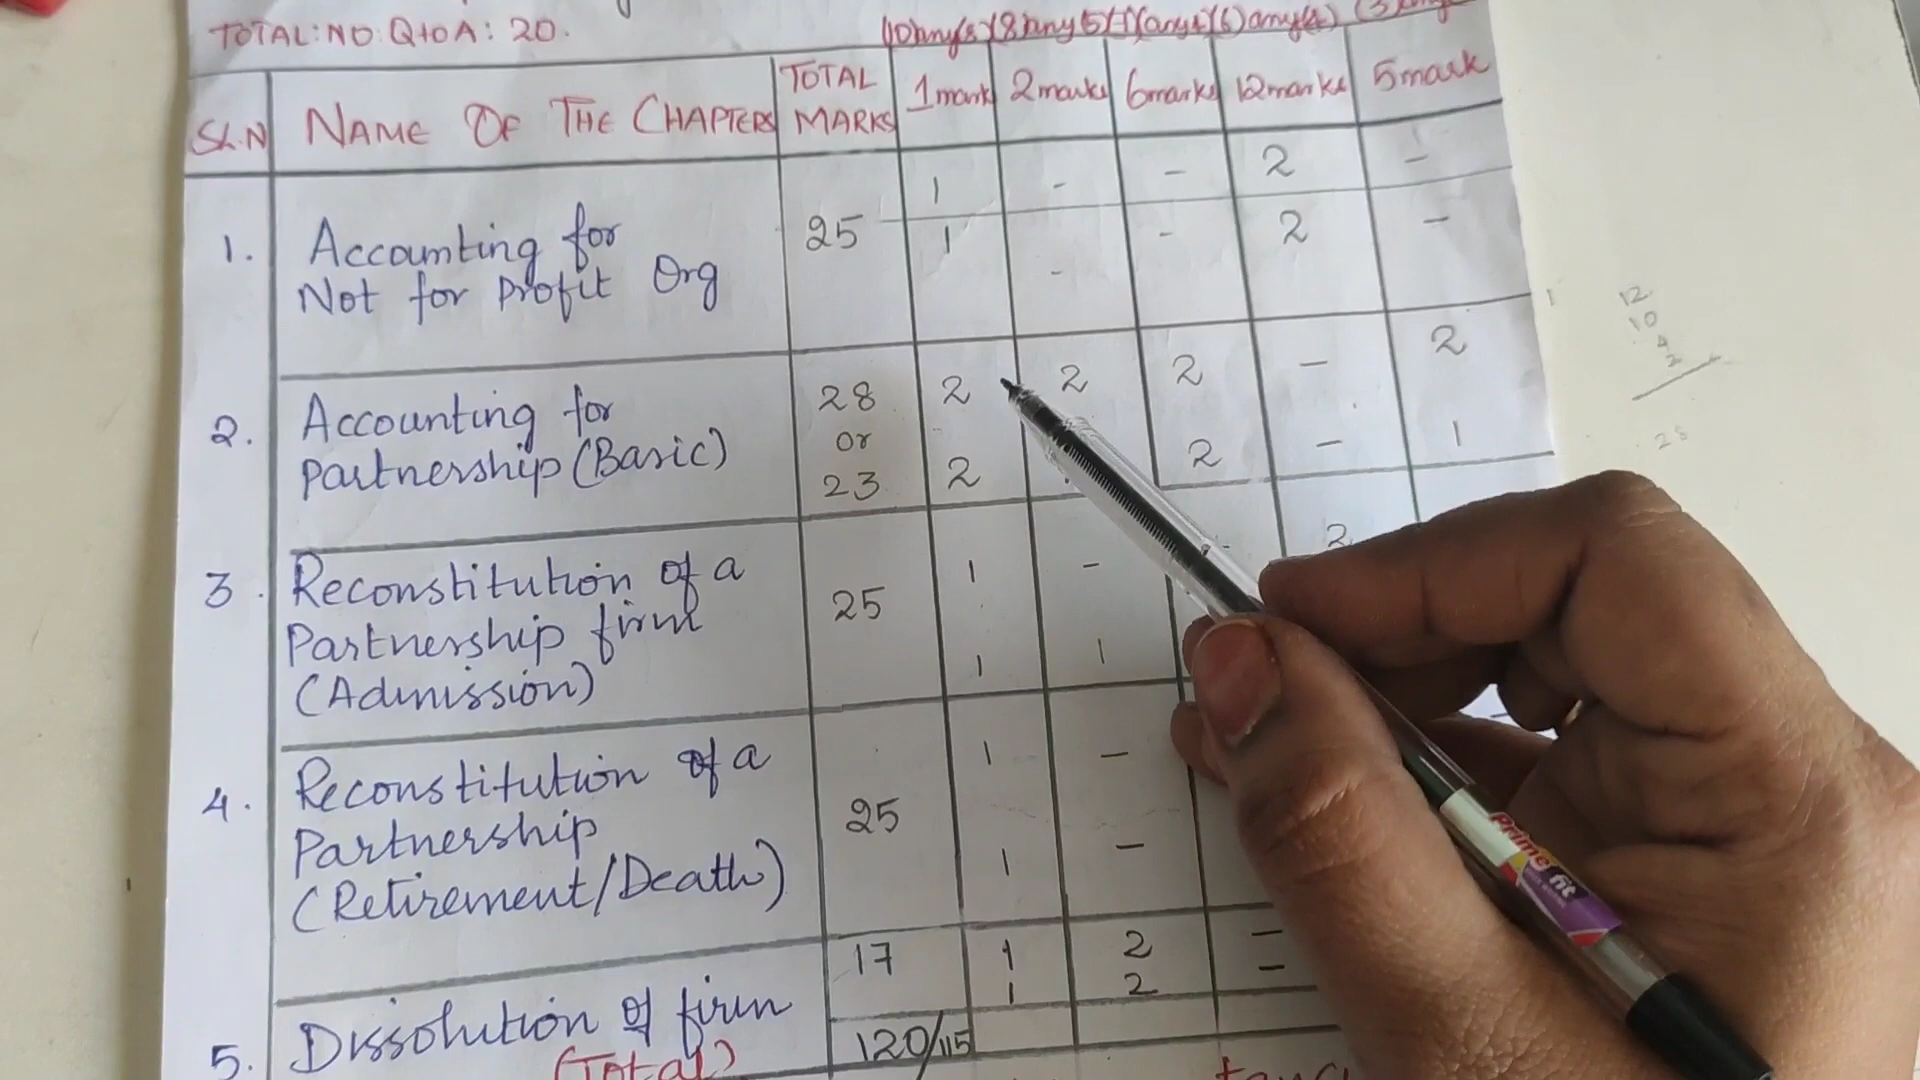 TOTAL: NO: Q to A: 20.
SL.N NAME OF THE CHAPTERS TOTAL MARKS 1 mark 2 marks 6 marks 12 marks 5 mark
1. Accounting for Not for Profit Org 25
1 - - 2 -
1 - - 2 -
2. Accounting for Partnership (Basic) 28 or 23
2 2 2 - 2
2 2 - 1
3. Reconstitution of a Partnership firm (Admission) 25
1 - 2
1 1
4. Reconstitution of a Partnership (Retirement/Death) 25
1 -
1 -
5. Dissolution of firm 17
1 2 -
1 2 -
(Total) 120/115
12
10
4
2
28
Prime fit